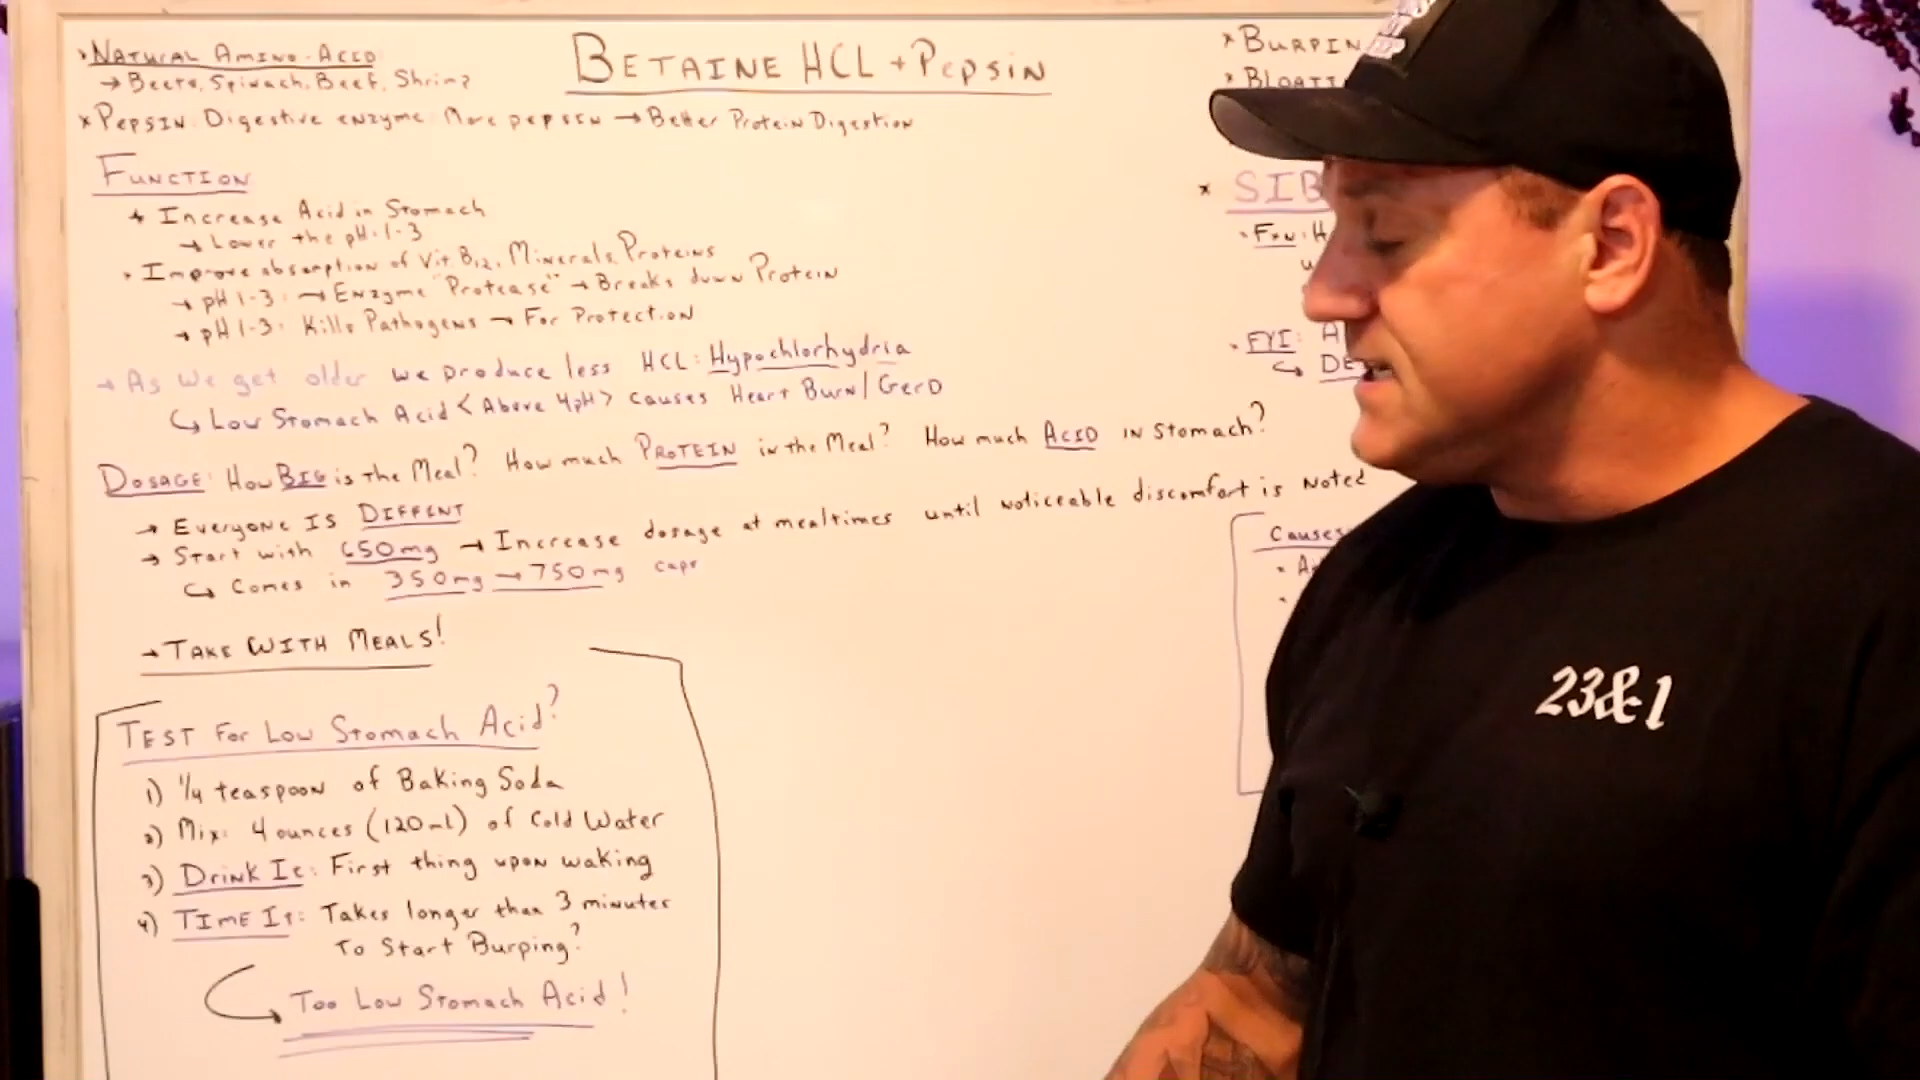 BETAINE HCL + Pepsin
* NATURAL AMINO-ACID
→ Beets, Spinach, Beef, Shrimp
* PEPSIN: Digestive enzyme: More pepsin → Better Protein Digestion
FUNCTION
* Increase Acid in Stomach
→ Lower the pH: 1-3
• Improve absorption of Vit. B12, Minerals, Proteins
→ pH 1-3: → Enzyme "Protease" → Breaks down Protein
→ pH 1-3: Kills Pathogens → For Protection
→ As We get older we produce less HCL: Hypochlorhydria
↳ Low Stomach Acid <Above 4pH> causes Heart Burn/GerD
DOSAGE: How BIG is the Meal? How much PROTEIN in the Meal? How much ACID in Stomach?
→ EVERYONE IS DIFFENT
→ Start with 650mg → Increase dosage at mealtimes until noticeable discomfort is Noted
↳ Comes in 350mg → 750mg caps
→ TAKE WITH MEALS!
TEST For Low Stomach Acid?
1) 1/4 teaspoon of Baking Soda
2) Mix: 4 ounces (120ml) of Cold Water
3) Drink It: First thing upon waking
4) TIME It: Takes longer than 3 minutes
To Start Burping?
Too Low Stomach Acid!
* BURPIN
* BLOATI
* SIB
• Fxn: H
• FYI: A
↳ DE
Causes
• A
23&1